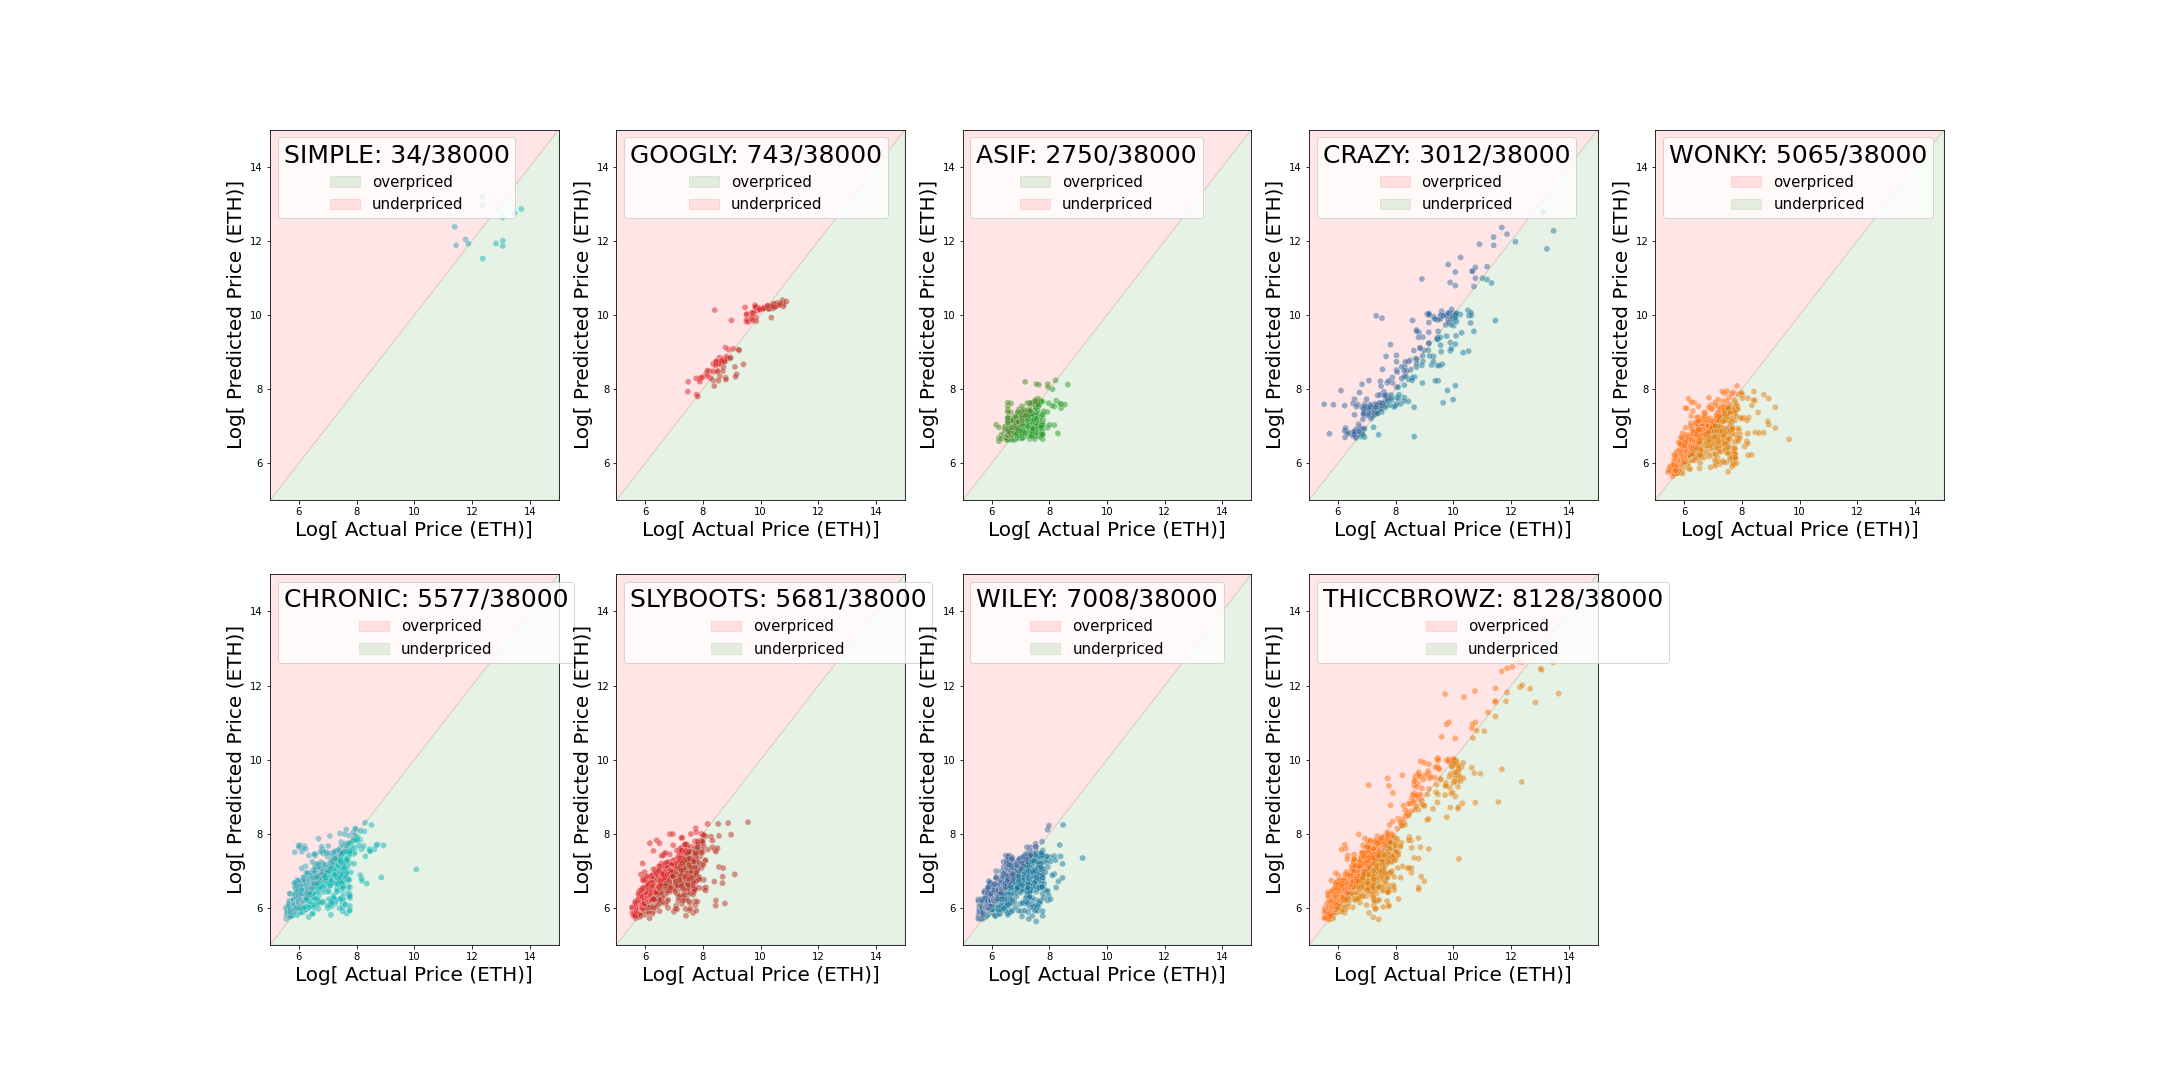 SIMPLE: 34/38000
overpriced
underpriced
14
12
10
8
6
6 8 10 12 14
Log[ Predicted Price (ETH)]
Log[ Actual Price (ETH)]
GOOGLY: 743/38000
overpriced
underpriced
14
12
10
8
6
6 8 10 12 14
Log[ Predicted Price (ETH)]
Log[ Actual Price (ETH)]
ASIF: 2750/38000
overpriced
underpriced
14
12
10
8
6
6 8 10 12 14
Log[ Predicted Price (ETH)]
Log[ Actual Price (ETH)]
CRAZY: 3012/38000
overpriced
underpriced
14
12
10
8
6
6 8 10 12 14
Log[ Predicted Price (ETH)]
Log[ Actual Price (ETH)]
WONKY: 5065/38000
overpriced
underpriced
14
12
10
8
6
6 8 10 12 14
Log[ Predicted Price (ETH)]
Log[ Actual Price (ETH)]
CHRONIC: 5577/38000
overpriced
underpriced
14
12
10
8
6
6 8 10 12 14
Log[ Predicted Price (ETH)]
Log[ Actual Price (ETH)]
SLYBOOTS: 5681/38000
overpriced
underpriced
14
12
10
8
6
6 8 10 12 14
Log[ Predicted Price (ETH)]
Log[ Actual Price (ETH)]
WILEY: 7008/38000
overpriced
underpriced
14
12
10
8
6
6 8 10 12 14
Log[ Predicted Price (ETH)]
Log[ Actual Price (ETH)]
THICCBROWZ: 8128/38000
overpriced
underpriced
14
12
10
8
6
6 8 10 12 14
Log[ Predicted Price (ETH)]
Log[ Actual Price (ETH)]